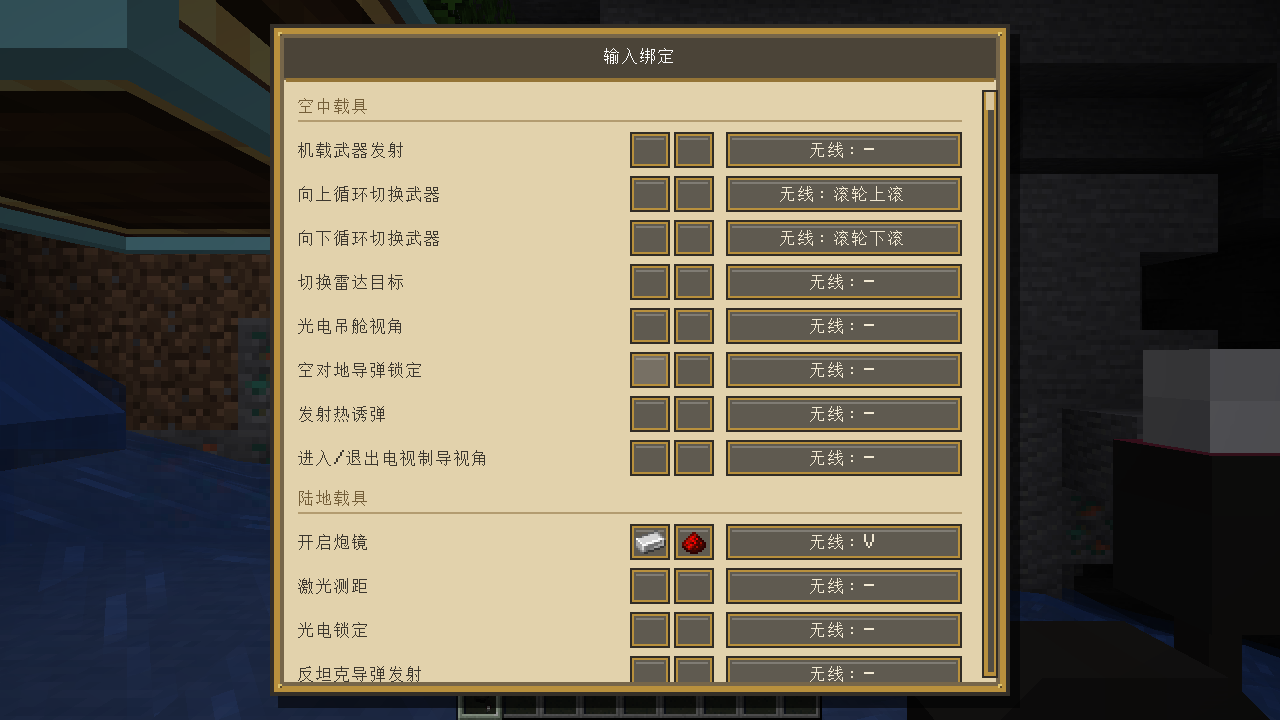 输入绑定
空中载具
机载武器发射 无线：－
向上循环切换武器 无线：滚轮上滚
向下循环切换武器 无线：滚轮下滚
切换雷达目标 无线：－
光电吊舱视角 无线：－
空对地导弹锁定 无线：－
发射热诱弹 无线：－
进入/退出电视制导视角 无线：－
陆地载具
开启炮镜 无线：V
激光测距 无线：－
光电锁定 无线：－
反坦克导弹发射 无线：－